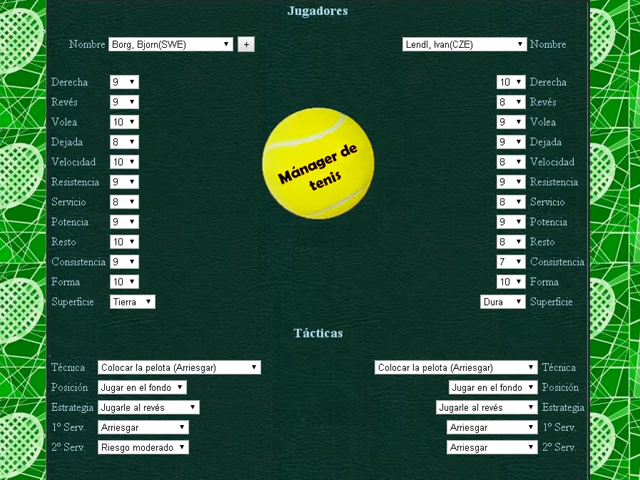 Jugadores
Nombre Borg, Bjorn(SWE) + Lendl, Ivan(CZE) Nombre
Derecha 9 10 Derecha
Revés 9 8 Revés
Volea 10 9 Volea
Dejada 8 9 Dejada
Velocidad 10 8 Velocidad
Resistencia 9 9 Resistencia
Servicio 8 8 Servicio
Potencia 9 9 Potencia
Resto 10 8 Resto
Consistencia 9 7 Consistencia
Forma 10 10 Forma
Superficie Tierra Dura Superficie
Mánager de
tenis
Tácticas
Técnica Colocar la pelota (Arriesgar) Colocar la pelota (Arriesgar) Técnica
Posición Jugar en el fondo Jugar en el fondo Posición
Estrategia Jugarle al revés Jugarle al revés Estrategia
1º Serv. Arriesgar Arriesgar 1º Serv.
2º Serv. Riesgo moderado Arriesgar 2º Serv.